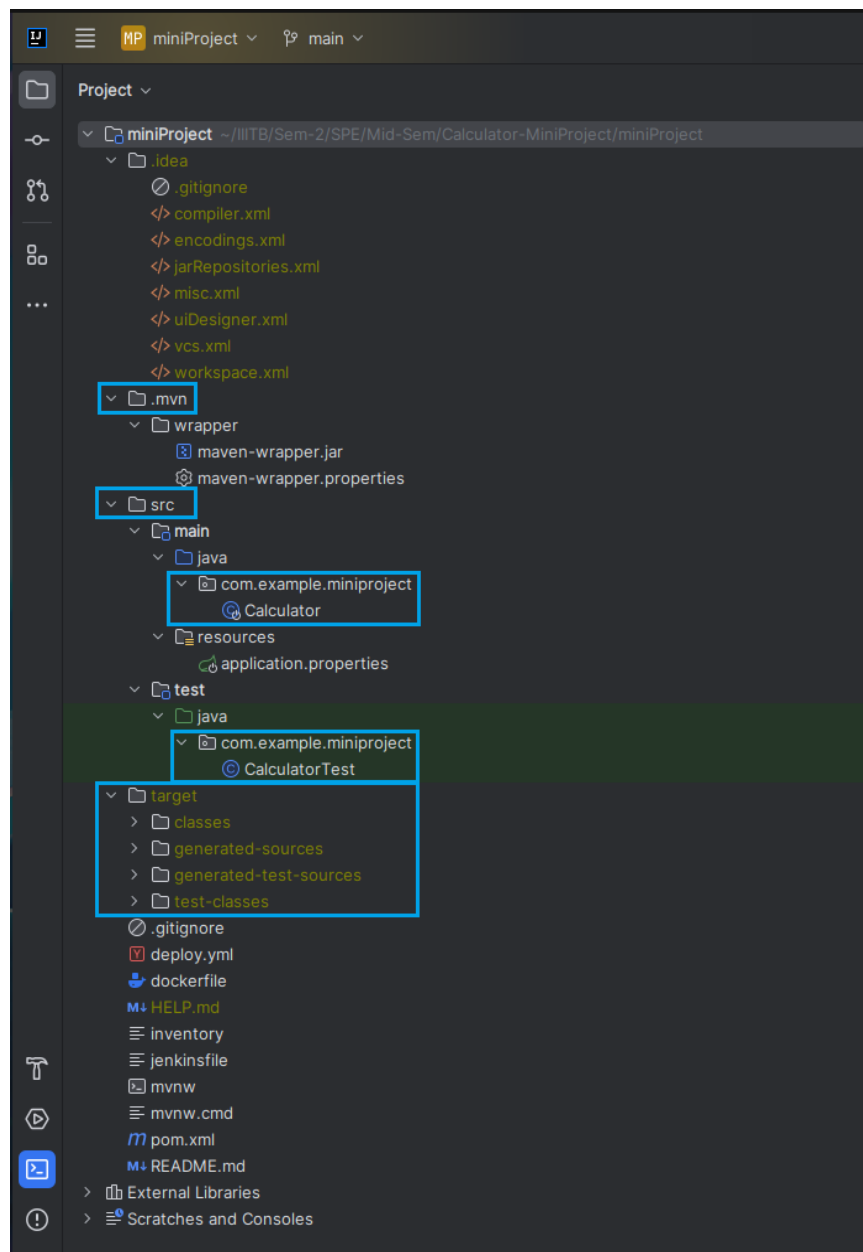 IJ
MP miniProject main
Project
miniProject ~/IIITB/Sem-2/SPE/Mid-Sem/Calculator-MiniProject/miniProject
.idea
.gitignore
</> compiler.xml
</> encodings.xml
</> jarRepositories.xml
</> misc.xml
</> uiDesigner.xml
</> vcs.xml
</> workspace.xml
.mvn
wrapper
maven-wrapper.jar
maven-wrapper.properties
src
main
java
com.example.miniproject
C Calculator
resources
application.properties
test
java
com.example.miniproject
C CalculatorTest
target
classes
generated-sources
generated-test-sources
test-classes
.gitignore
Y deploy.yml
dockerfile
M↓ HELP.md
inventory
jenkinsfile
mvnw
mvnw.cmd
m pom.xml
M↓ README.md
External Libraries
Scratches and Consoles